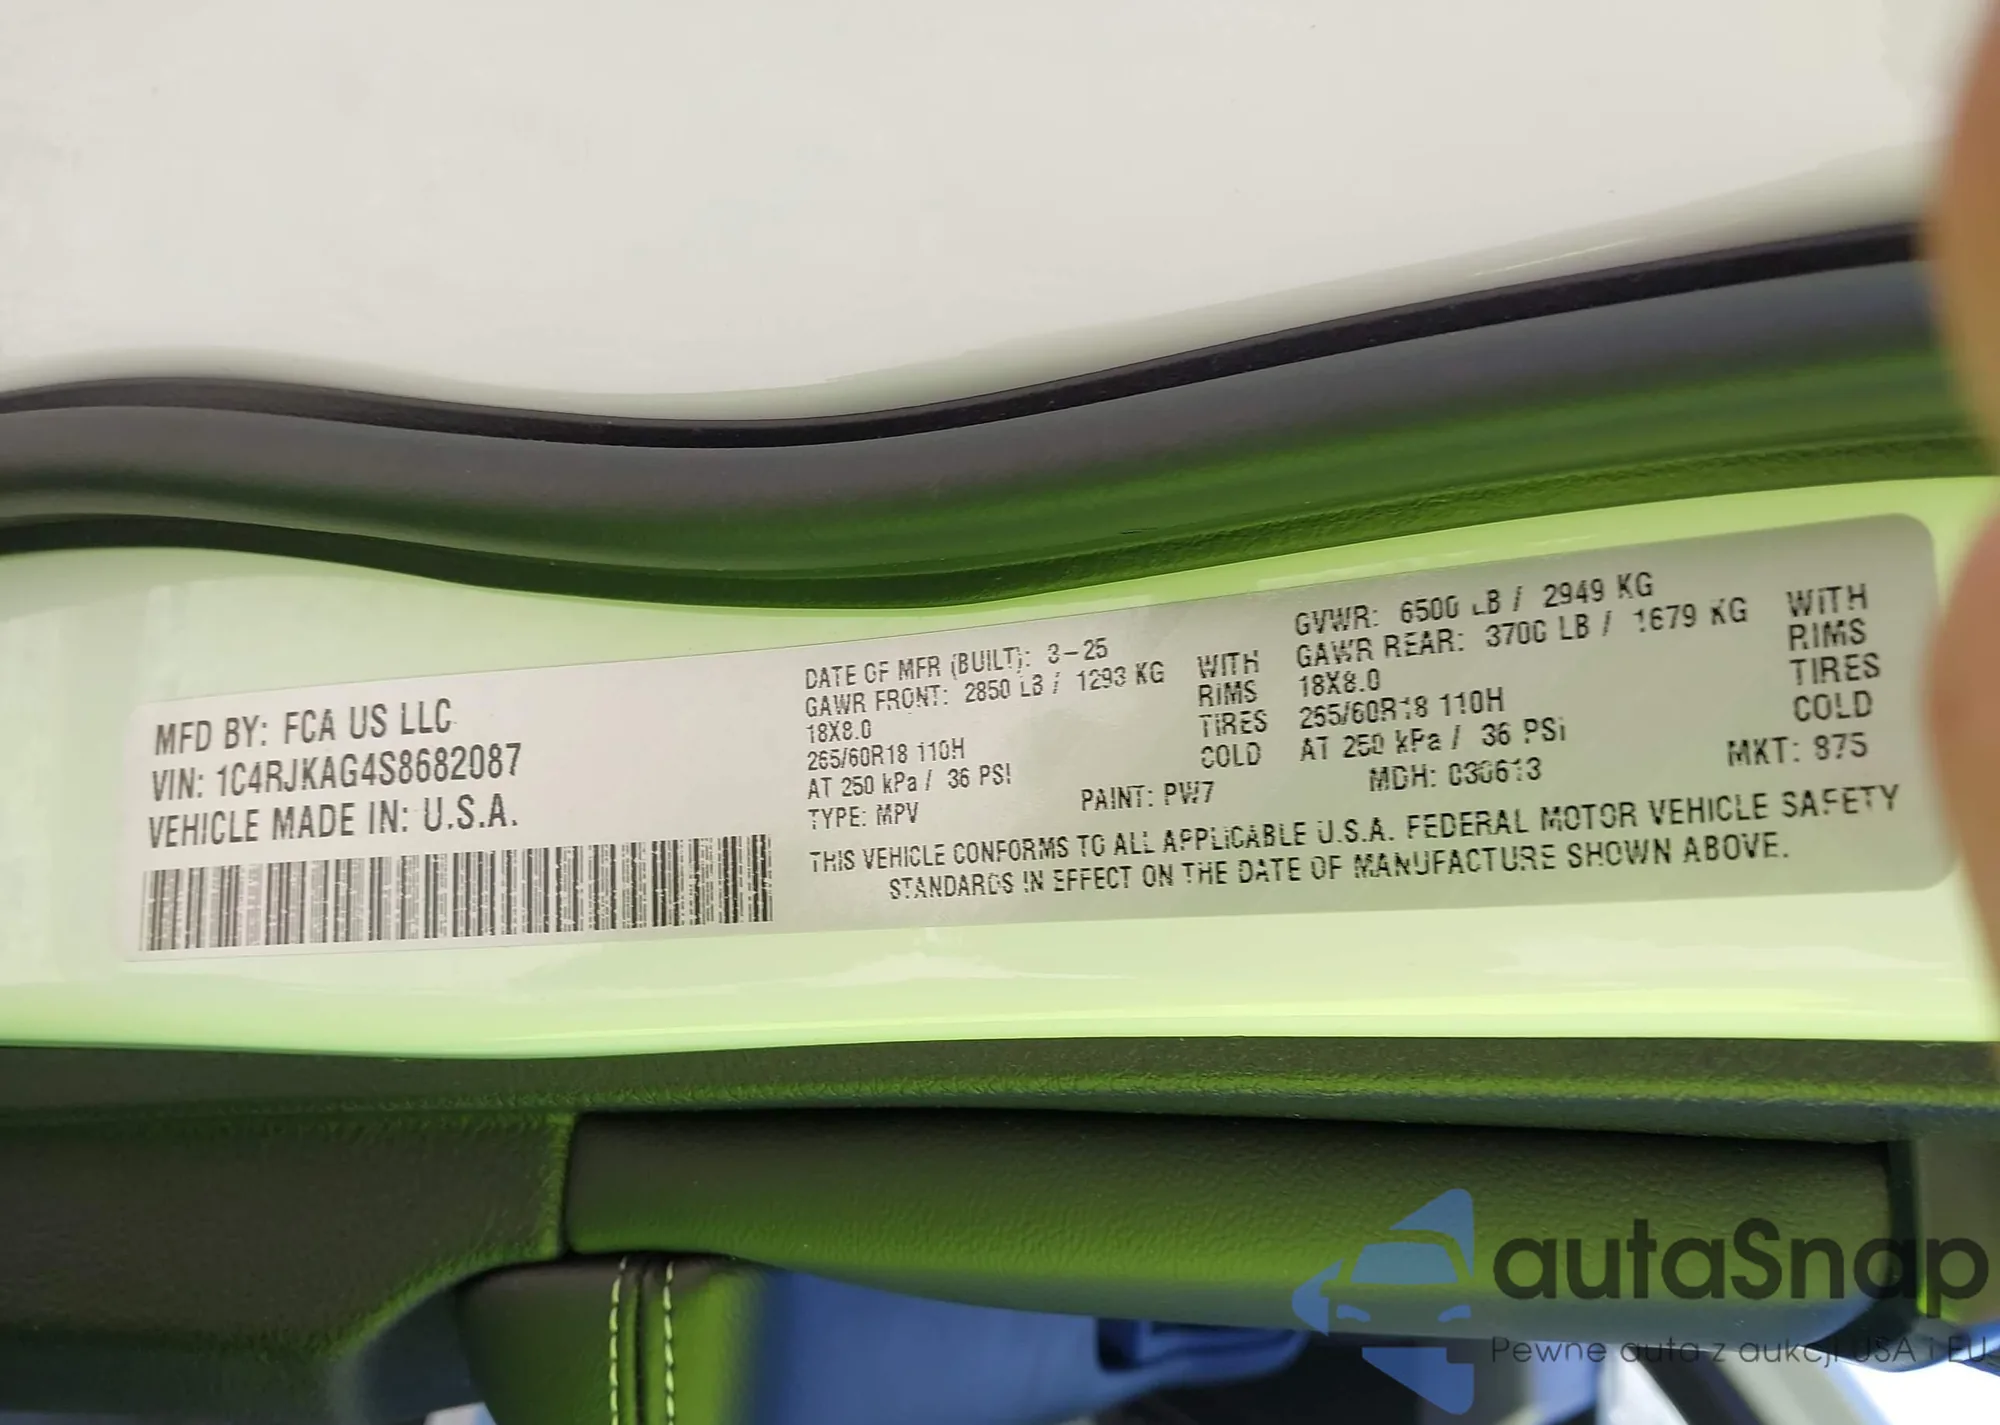 MFD BY: FCA US LLC
VIN: 1C4RJKAG4S8682087
VEHICLE MADE IN: U.S.A.
DATE OF MFR (BUILT): 3-25
GAWR FRONT: 2850 LB / 1293 KG WITH
18X8.0 RIMS
265/60R18 110H TIRES
AT 250 kPa / 36 PSI COLD
TYPE: MPV
GVWR: 6500 LB / 2949 KG
GAWR REAR: 3700 LB / 1679 KG WITH
18X8.0 RIMS
265/60R18 110H TIRES
AT 250 kPa / 36 PSI COLD
PAINT: PW7 MDH: 030613 MKT: 875
THIS VEHICLE CONFORMS TO ALL APPLICABLE U.S.A. FEDERAL MOTOR VEHICLE SAFETY
STANDARDS IN EFFECT ON THE DATE OF MANUFACTURE SHOWN ABOVE.
autaSnap
Pewne auta z aukcji USA i EU